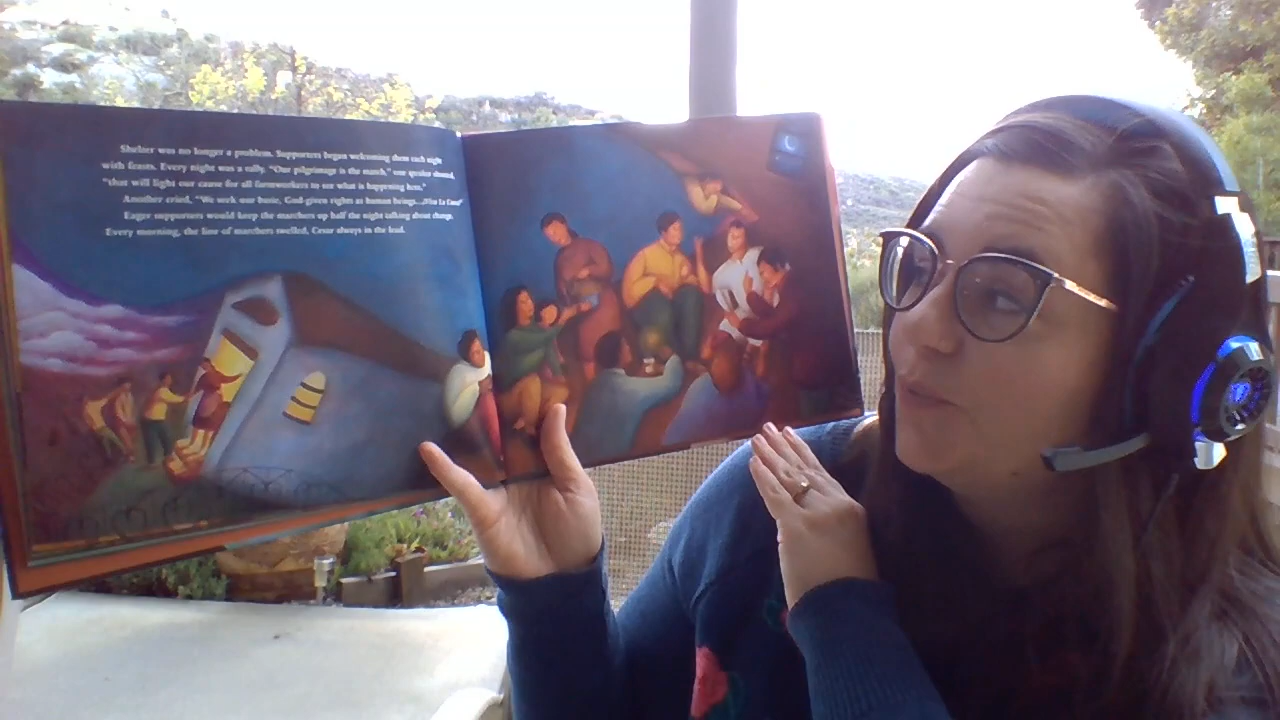 Shelter was no longer a problem. Supporters began welcoming them each night
with feasts. Every night was a rally. "Our pilgrimage is the match," one speaker shouted,
"that will light our cause for all farmworkers to see what is happening here."
Another cried, "We seek our basic, God-given rights as human beings...¡Viva La Causa!"
Eager supporters would keep the marchers up half the night talking about change.
Every morning, the line of marchers swelled, Cesar always in the lead.